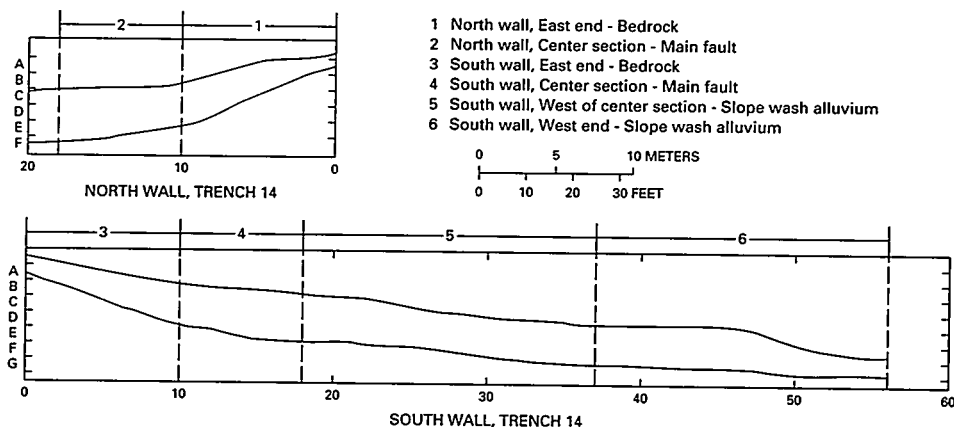 2 1
A
B
C
D
E
F
20 10 0
NORTH WALL, TRENCH 14
1 North wall, East end - Bedrock
2 North wall, Center section - Main fault
3 South wall, East end - Bedrock
4 South wall, Center section - Main fault
5 South wall, West of center section - Slope wash alluvium
6 South wall, West end - Slope wash alluvium
0 5 10 METERS
0 10 20 30 FEET
3 4 5 6
A
B
C
D
E
F
G
0 10 20 30 40 50 60
SOUTH WALL, TRENCH 14